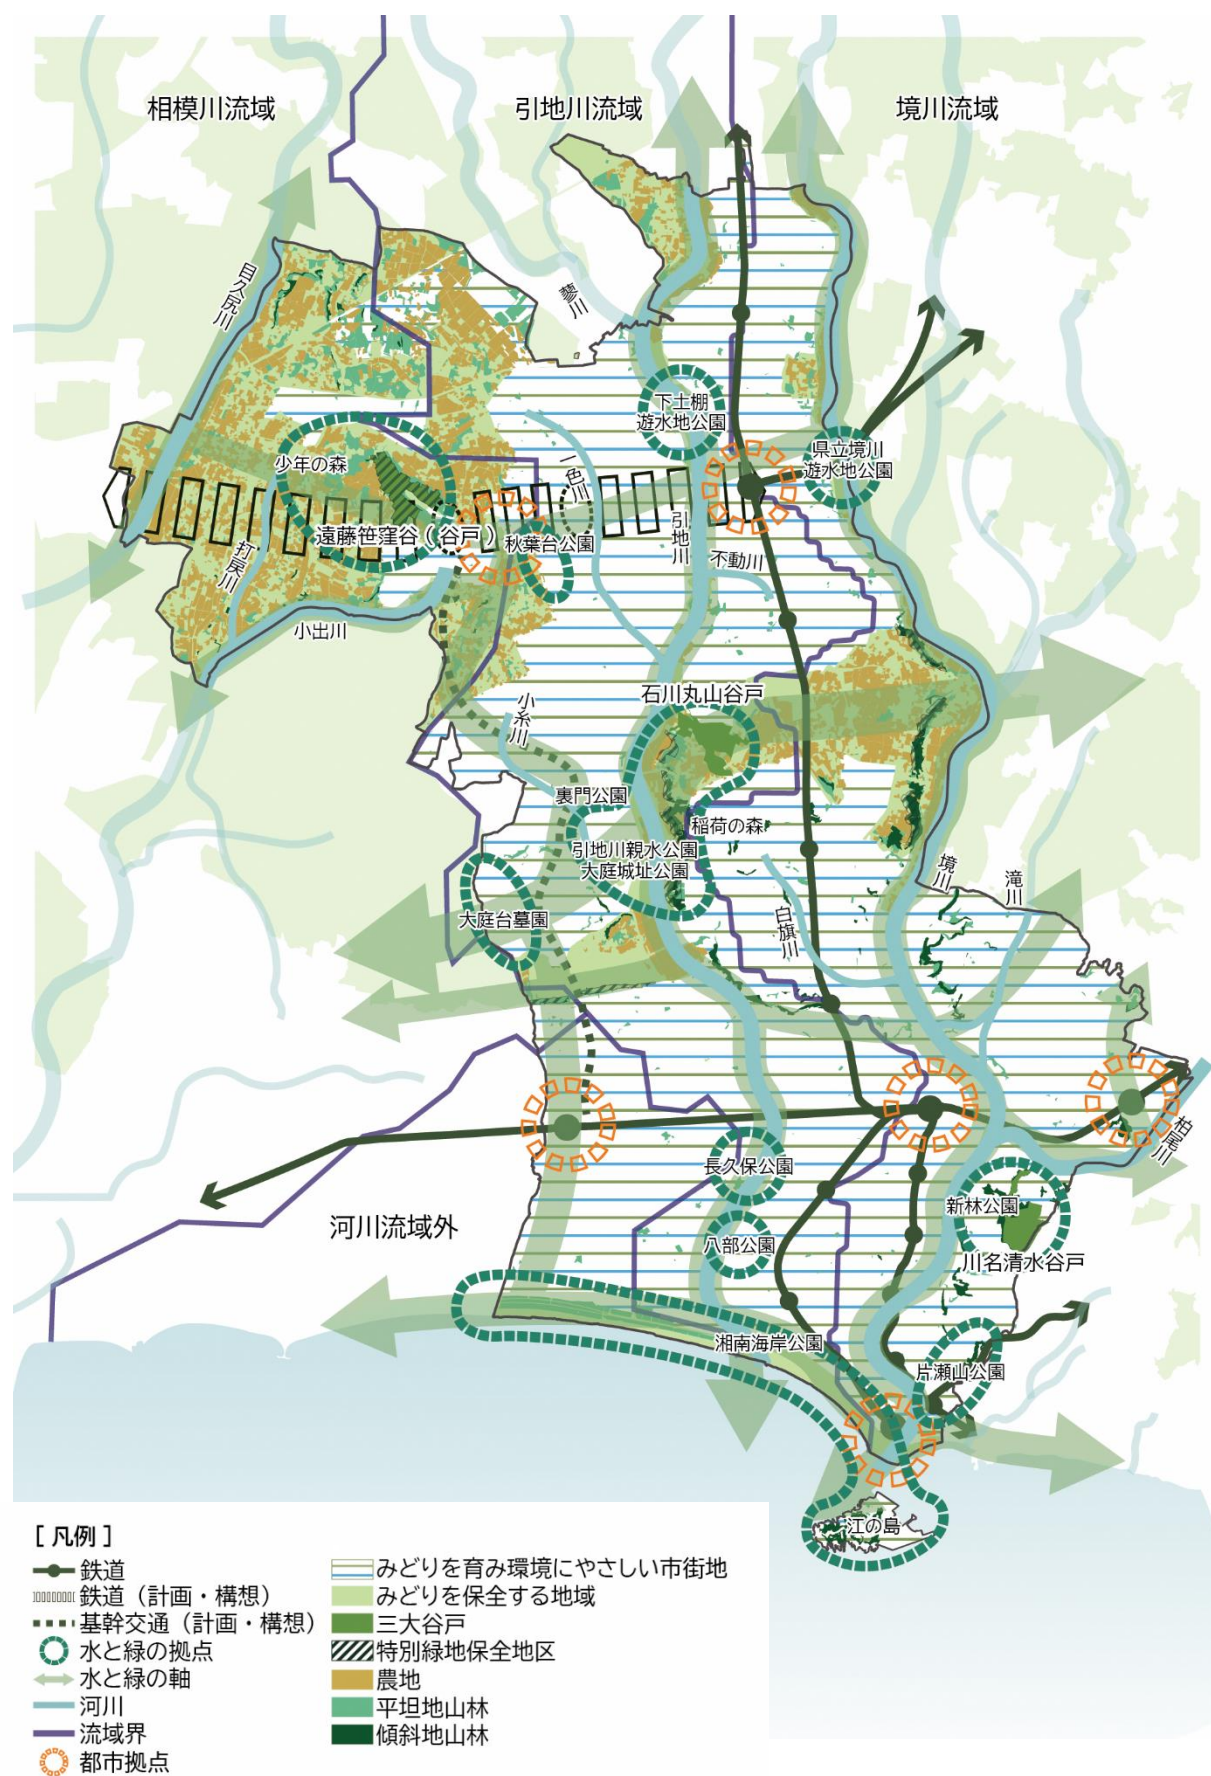 相模川流域
引地川流域
境川流域
目久尻川
蓼川
下土棚
遊水地公園
県立境川
遊水地公園
少年の森
一色川
遠藤笹窪谷(谷戸)
秋葉台公園
引地川
不動川
打戻川
小出川
石川丸山谷戸
小糸川
裏門公園
稲荷の森
引地川親水公園
大庭城址公園
境川
滝川
大庭台墓園
白旗川
柏尾川
長久保公園
新林公園
河川流域外
八部公園
川名清水谷戸
湘南海岸公園
片瀬山公園
江の島
[ 凡例 ]
鉄道
鉄道(計画・構想)
基幹交通(計画・構想)
水と緑の拠点
水と緑の軸
河川
流域界
都市拠点
みどりを育み環境にやさしい市街地
みどりを保全する地域
三大谷戸
特別緑地保全地区
農地
平坦地山林
傾斜地山林